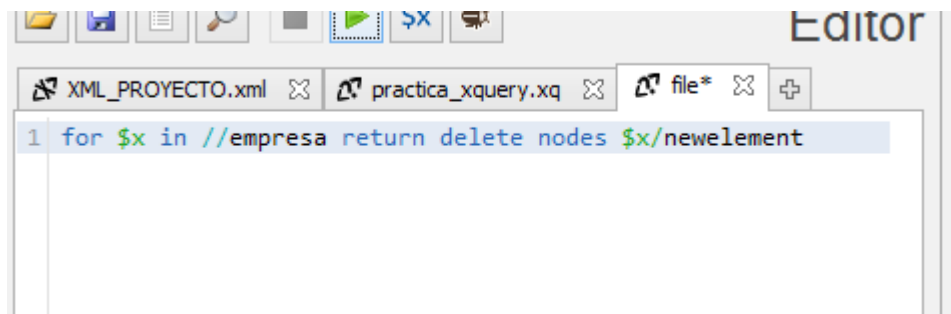 $x
Editor
XML_PROYECTO.xml
practica_xquery.xq
file*
1 for $x in //empresa return delete nodes $x/newelement